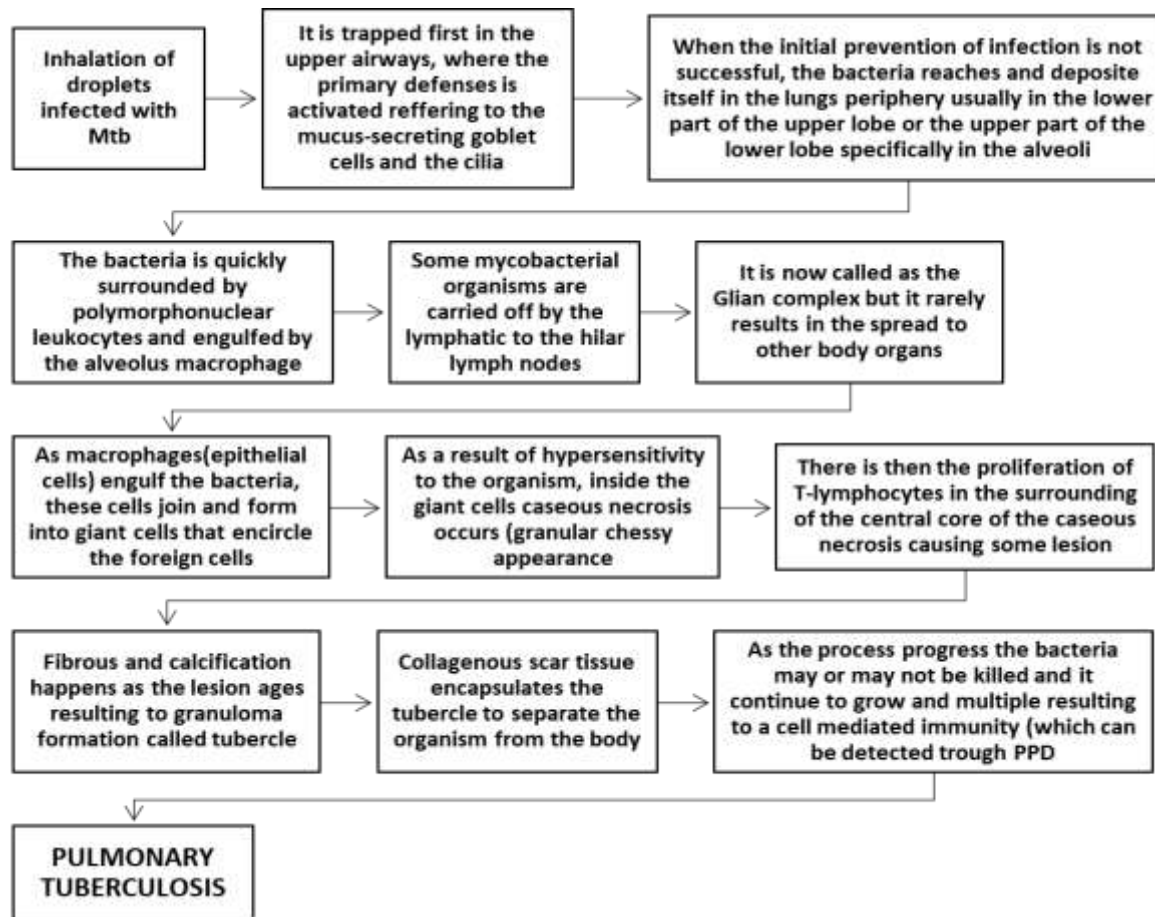 Inhalation of
droplets
infected with
Mtb
It is trapped first in the
upper airways, where the
primary defenses is
activated reffering to the
mucus-secreting goblet
cells and the cilia
When the initial prevention of infection is not
successful, the bacteria reaches and deposite
itself in the lungs periphery usually in the lower
part of the upper lobe or the upper part of the
lower lobe specifically in the alveoli
The bacteria is quickly
surrounded by
polymorphonuclear
leukocytes and engulfed by
the alveolus macrophage
Some mycobacterial
organisms are
carried off by the
lymphatic to the hilar
lymph nodes
It is now called as the
Glian complex but it rarely
results in the spread to
other body organs
As macrophages(epithelial
cells) engulf the bacteria,
these cells join and form
into giant cells that encircle
the foreign cells
As a result of hypersensitivity
to the organism, inside the
giant cells caseous necrosis
occurs (granular chessy
appearance
There is then the proliferation of
T-lymphocytes in the surrounding
of the central core of the caseous
necrosis causing some lesion
Fibrous and calcification
happens as the lesion ages
resulting to granuloma
formation called tubercle
Collagenous scar tissue
encapsulates the
tubercle to separate the
organism from the body
As the process progress the bacteria
may or may not be killed and it
continue to grow and multiple resulting
to a cell mediated immunity (which can
be detected trough PPD
PULMONARY
TUBERCULOSIS